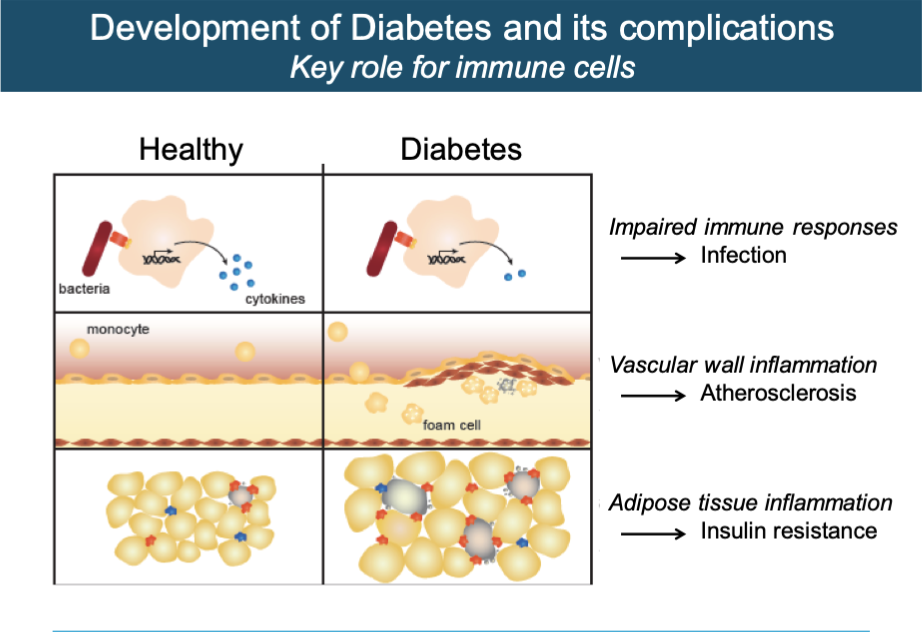 Development of Diabetes and its complications
Key role for immune cells
Healthy
Diabetes
bacteria
cytokines
Impaired immune responses
Infection
monocyte
foam cell
Vascular wall inflammation
Atherosclerosis
Adipose tissue inflammation
Insulin resistance